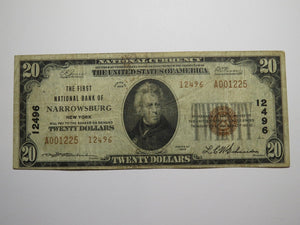 NATIONAL CURRENCY
THE UNITED STATES OF AMERICA
20
20
THE FIRST
NATIONAL BANK OF
NARROWSBURG
NEW YORK
WILL PAY TO THE BEARER ON DEMAND
TWENTY DOLLARS
12496 A001225
12496
12496
A001225 12496
20
TWENTY DOLLARS
20